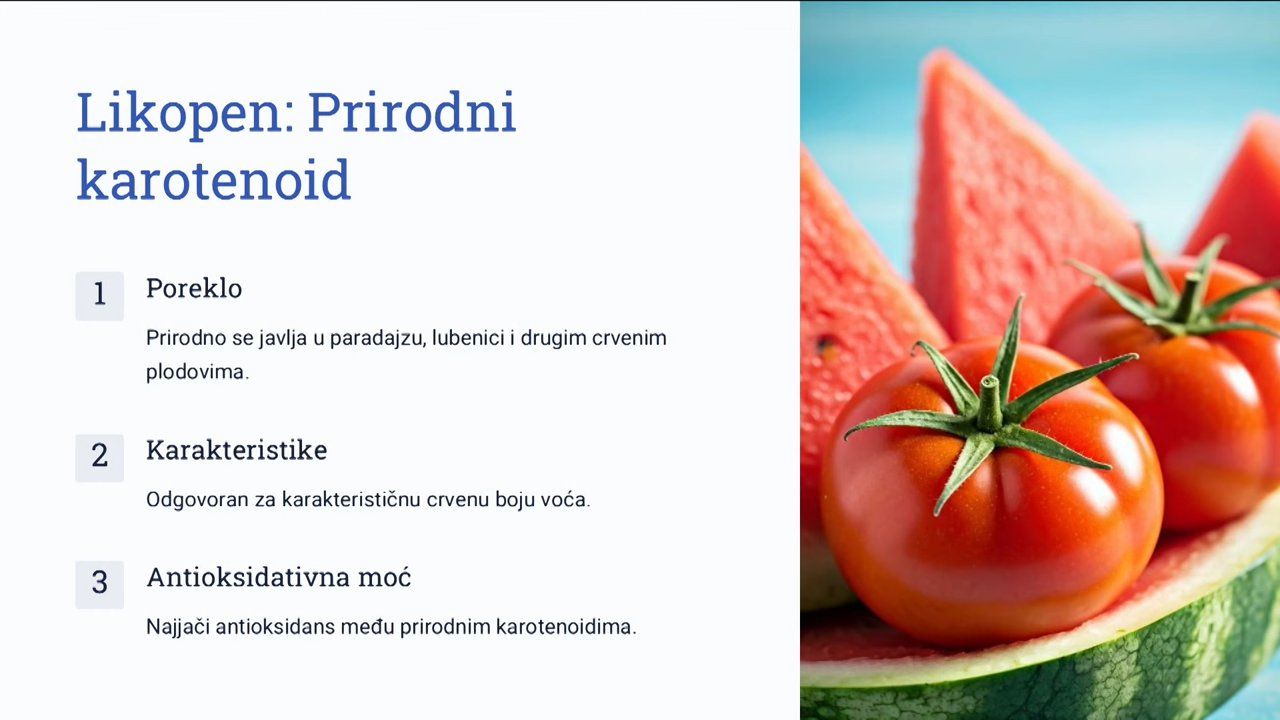 Likopen: Prirodni
karotenoid
1
Poreklo
Prirodno se javlja u paradajzu, lubenici i drugim crvenim
plodovima.
2
Karakteristike
Odgovoran za karakterističnu crvenu boju voća.
3
Antioksidativna moć
Najjači antioksidans među prirodnim karotenoidima.